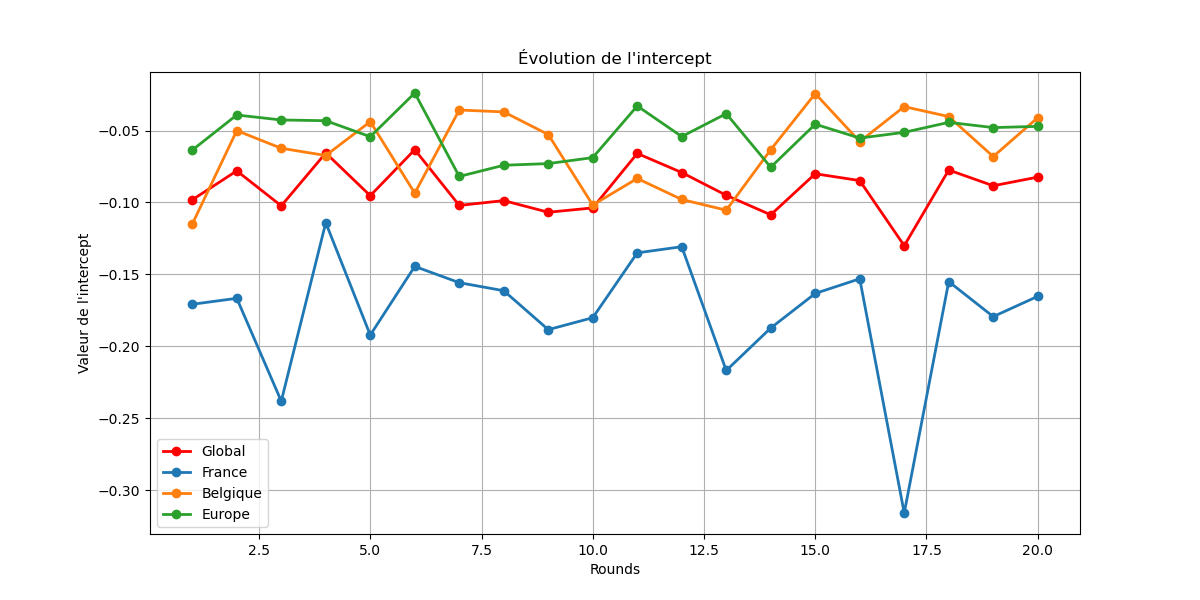 Évolution de l'intercept
Valeur de l'intercept
−0.05
−0.10
−0.15
−0.20
−0.25
−0.30
Global
France
Belgique
Europe
2.5 5.0 7.5 10.0 12.5 15.0 17.5 20.0
Rounds